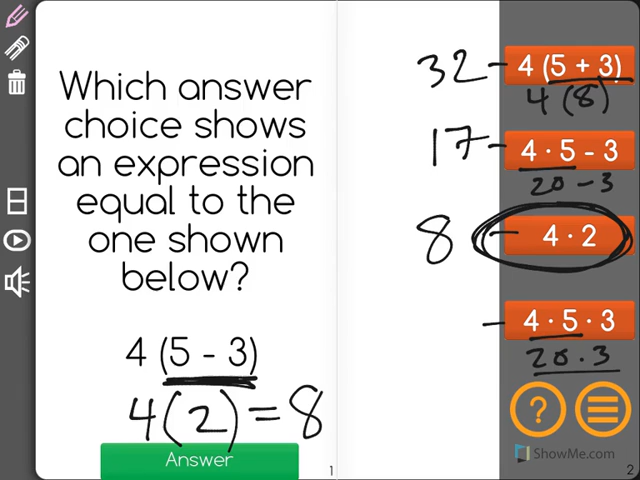 Which answer
choice shows
an expression
equal to the
one shown
below?
4 (5 - 3)
4(2)=8
Answer
1
32 - 4 (5 + 3)
4(8)
17 - 4 · 5 - 3
20 - 3
8 - 4 · 2
- 4 · 5 · 3
20 · 3
?
ShowMe.com
2